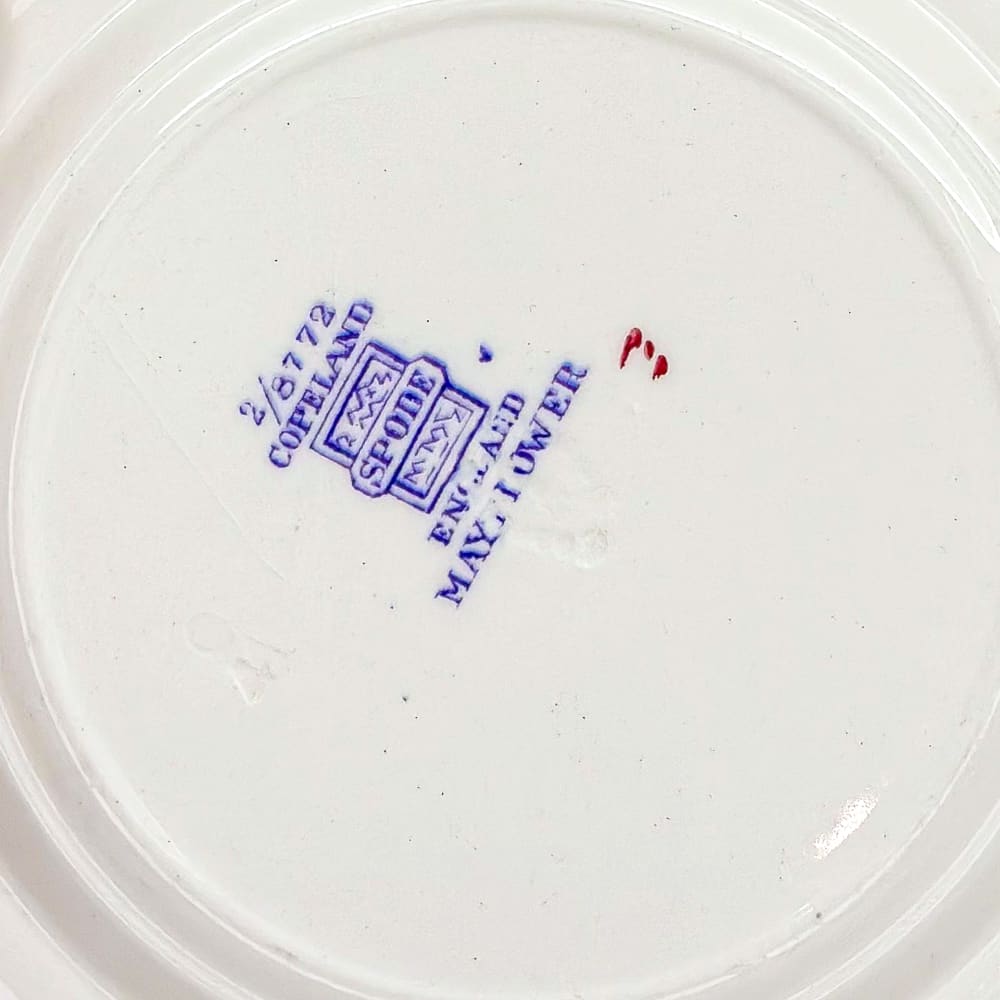 2/8772
COPELAND
SPODE
ENGLAND
MAYFLOWER